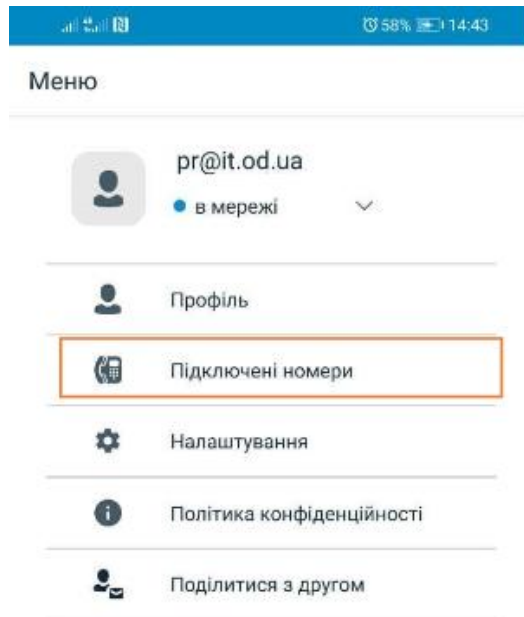 58% 14:43
Меню
pr@it.od.ua
в мережі
Профіль
Підключені номери
Налаштування
Політика конфіденційності
Поділитися з другом